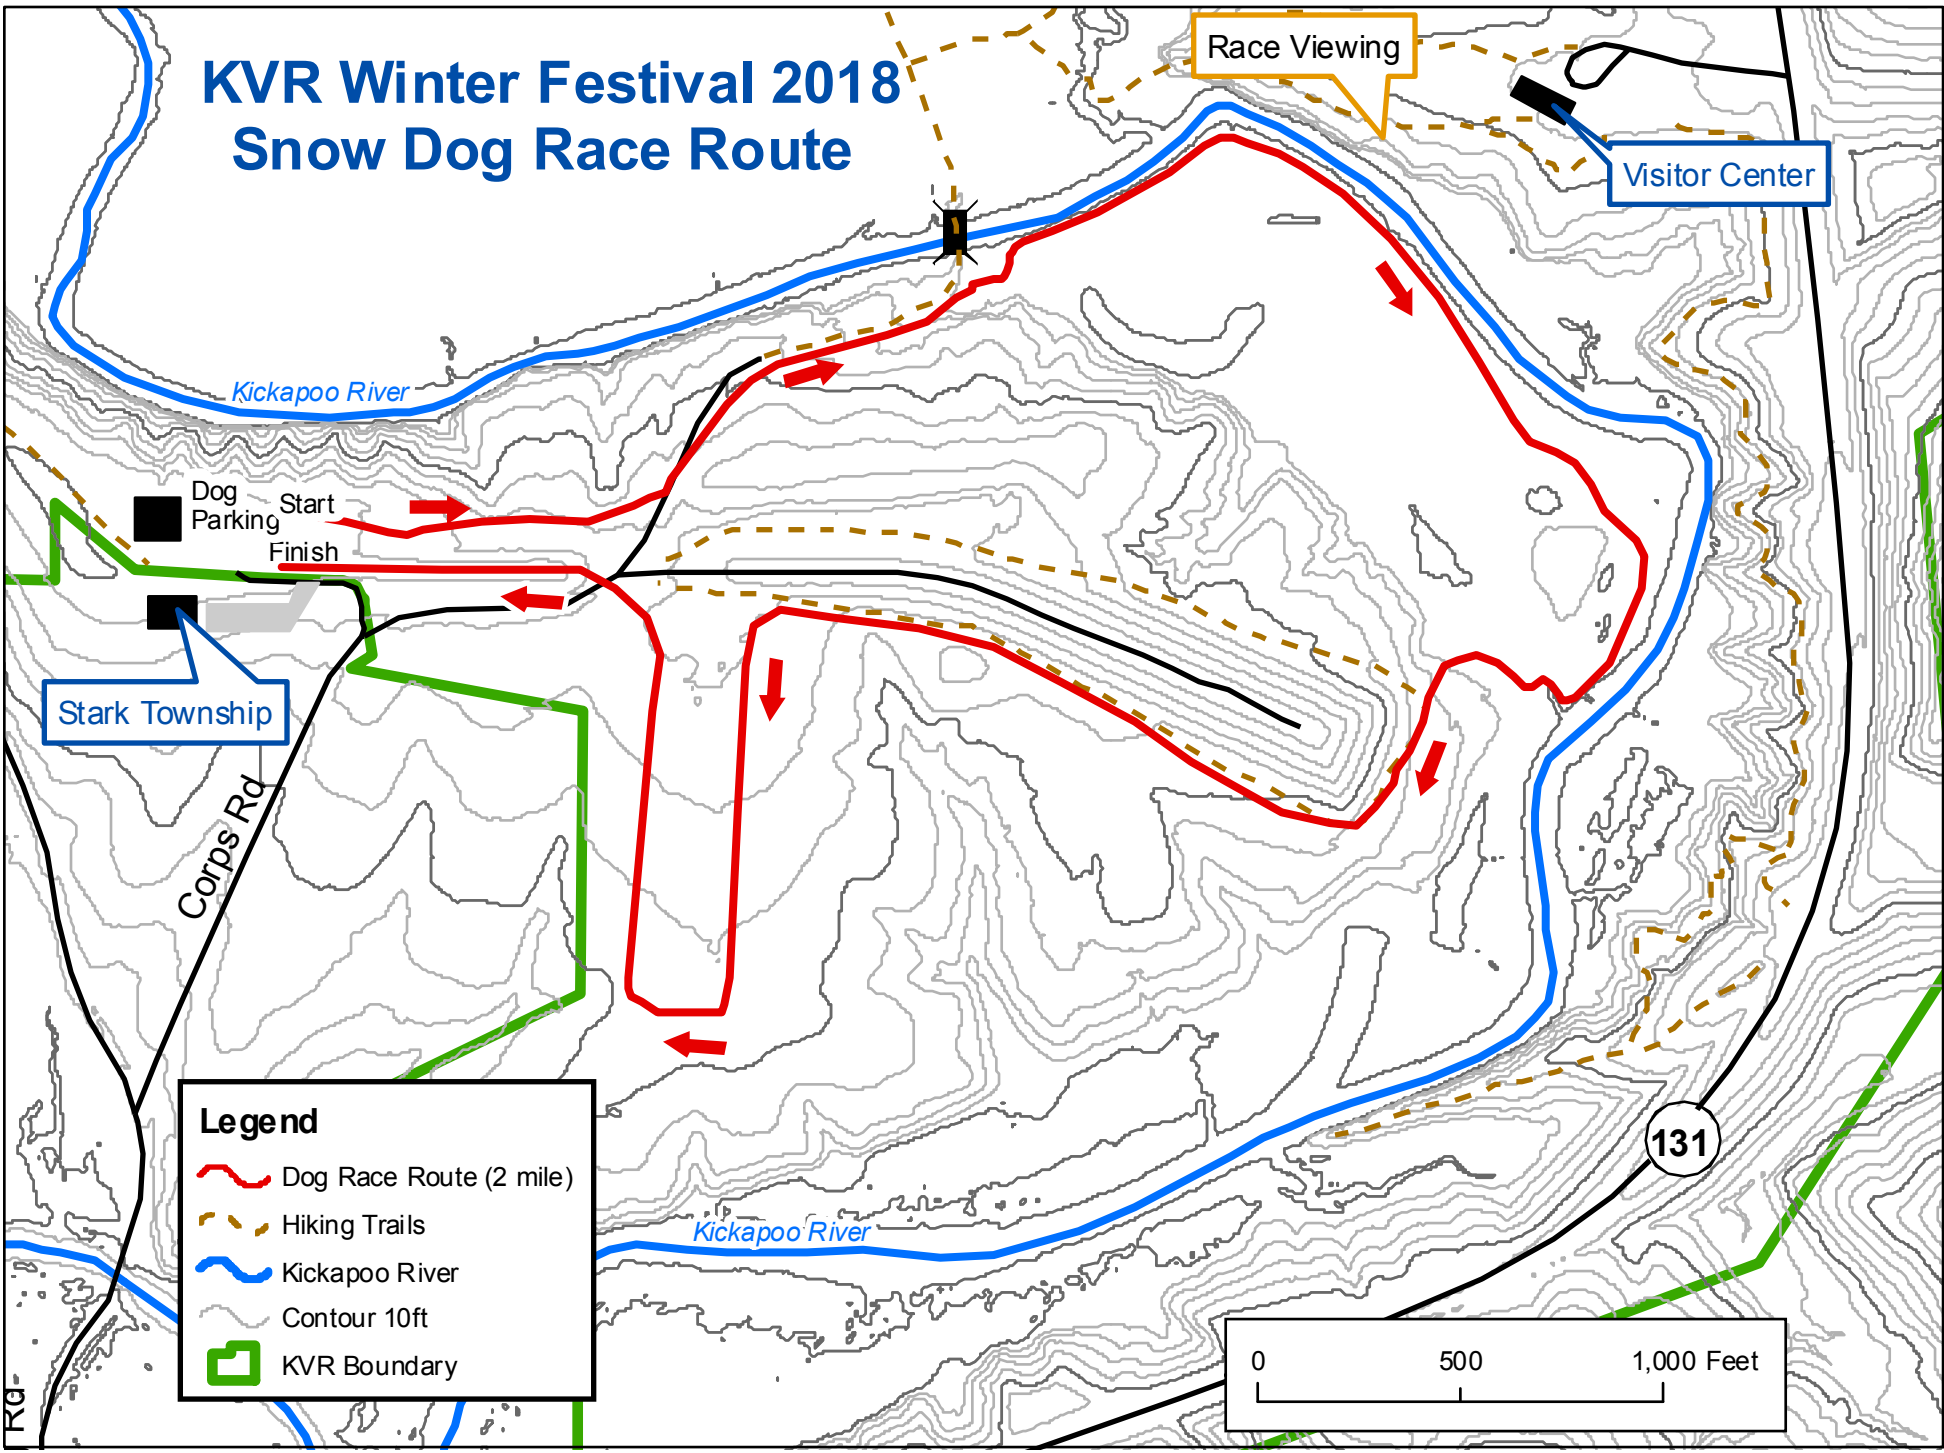 KVR Winter Festival 2018
Snow Dog Race Route
Race Viewing
Visitor Center
Kickapoo River
Dog
Parking
Start
Finish
Stark Township
Corps Rd
131
Kickapoo River
Legend
Dog Race Route (2 mile)
Hiking Trails
Kickapoo River
Contour 10ft
KVR Boundary
0 500 1,000 Feet
Rd